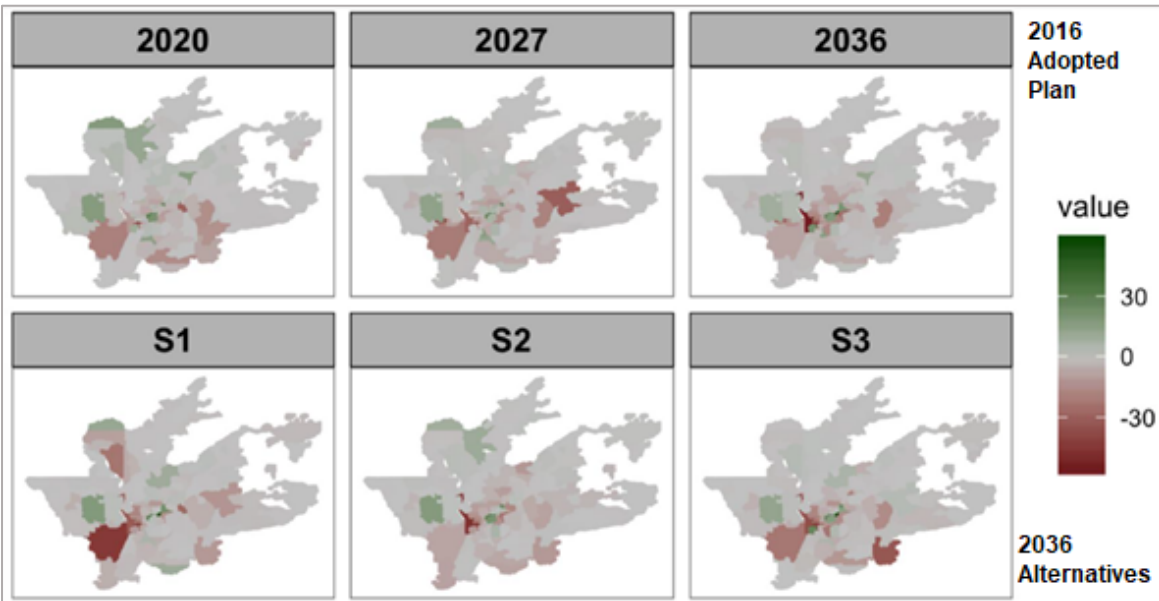 2020
2027
2036
2016
Adopted
Plan
value
30
0
-30
S1
S2
S3
2036
Alternatives